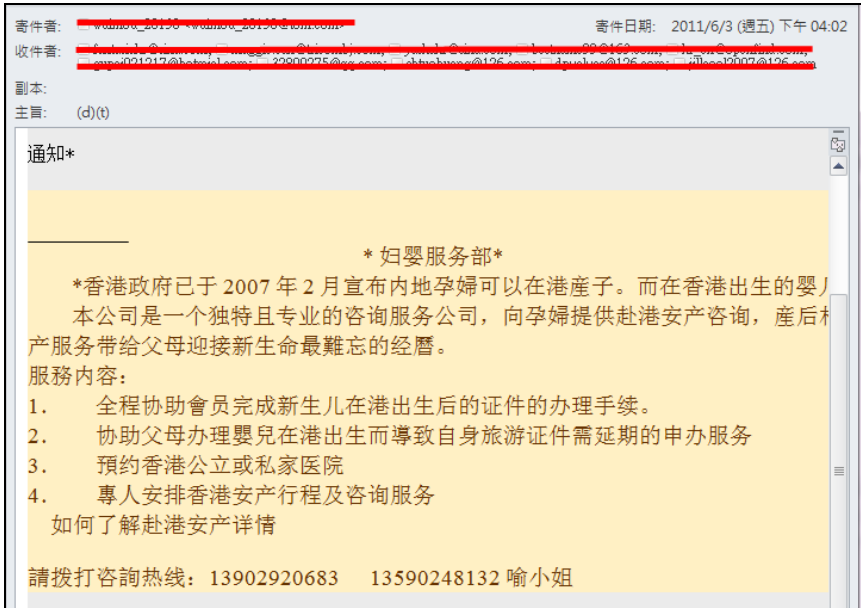 寄件者:
寄件日期: 2011/6/3 (週五) 下午 04:02
收件者:
副本:
主旨: (d)(t)
通知*
*妇婴服务部*
*香港政府已于2007年2月宣布内地孕婦可以在港産子。而在香港出生的婴儿
本公司是一个独特且专业的咨询服务公司，向孕婦提供赴港安产咨询，産后
产服务带给父母迎接新生命最難忘的经曆。
服務内容：
1. 全程协助會员完成新生儿在港出生后的证件的办理手续。
2. 协助父母办理嬰兒在港出生而導致自身旅游证件需延期的申办服务
3. 預约香港公立或私家医院
4. 專人安排香港安产行程及咨询服务
如何了解赴港安产详情
請拨打咨詢热线：13902920683 13590248132 喻小姐